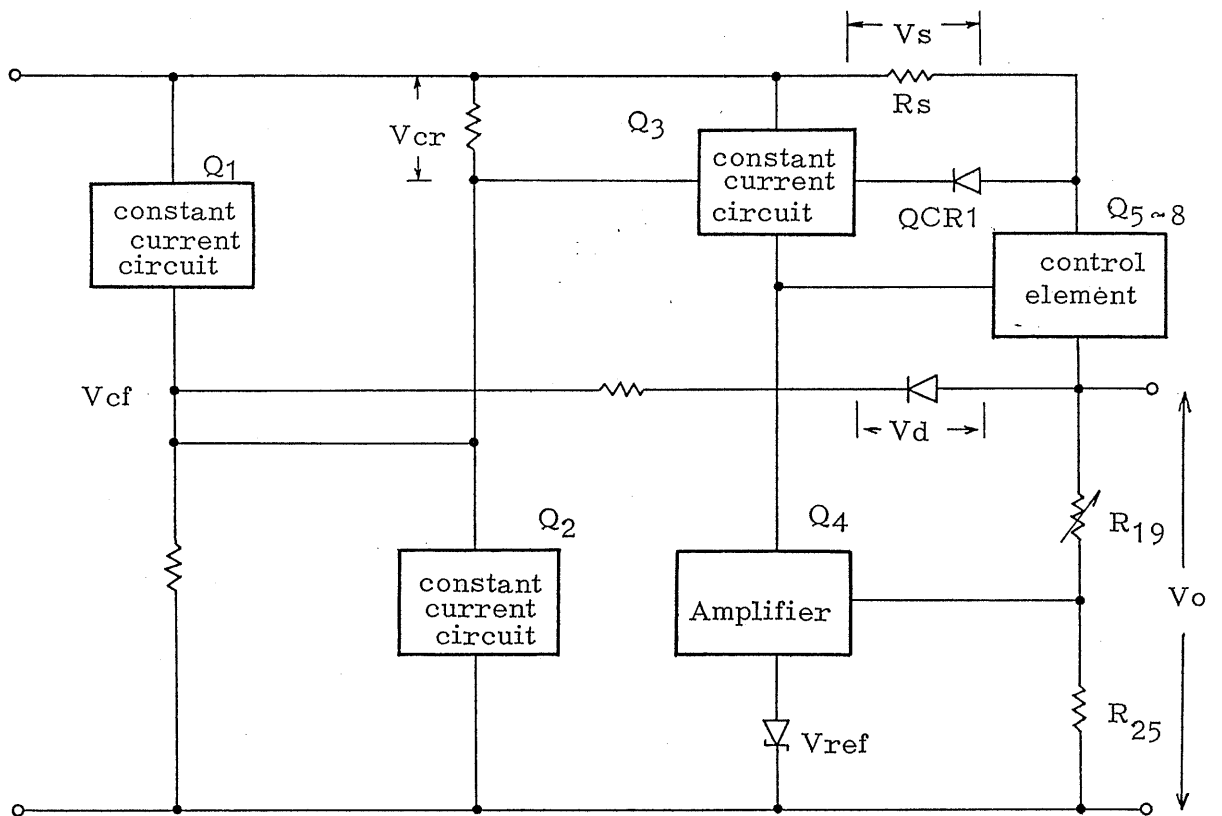 Vs
Rs
Vcr
Q3
constant
current
circuit
Q1
constant
current
circuit
QCR1
Q5~8
control
element
Vcf
Vd
Q2
constant
current
circuit
Q4
Amplifier
R19
Vo
Vref
R25